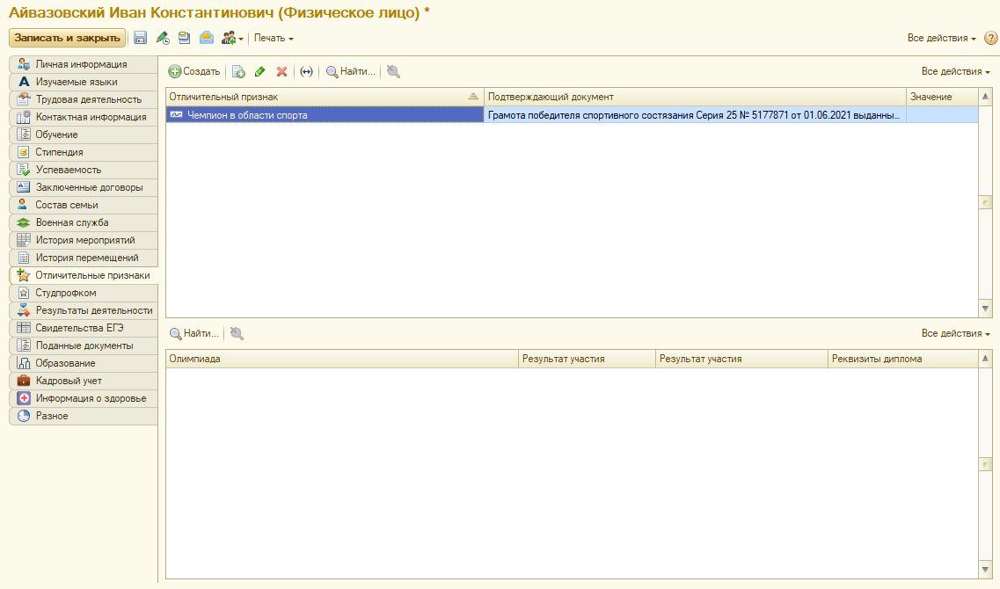 Айвазовский Иван Константинович (Физическое лицо) *
Записать и закрыть
Печать
Все действия
?
Личная информация
Изучаемые языки
Трудовая деятельность
Контактная информация
Обучение
Стипендия
Успеваемость
Заключенные договоры
Состав семьи
Военная служба
История мероприятий
История перемещений
Отличительные признаки
Студпрофком
Результаты деятельности
Свидетельства ЕГЭ
Поданные документы
Образование
Кадровый учет
Информация о здоровье
Разное
Создать
Найти...
Все действия
Отличительный признак Подтверждающий документ Значение
Чемпион в области спорта Грамота победителя спортивного состязания Серия 25 № 5177871 от 01.06.2021 выданны...
Найти...
Все действия
Олимпиада Результат участия Результат участия Реквизиты диплома